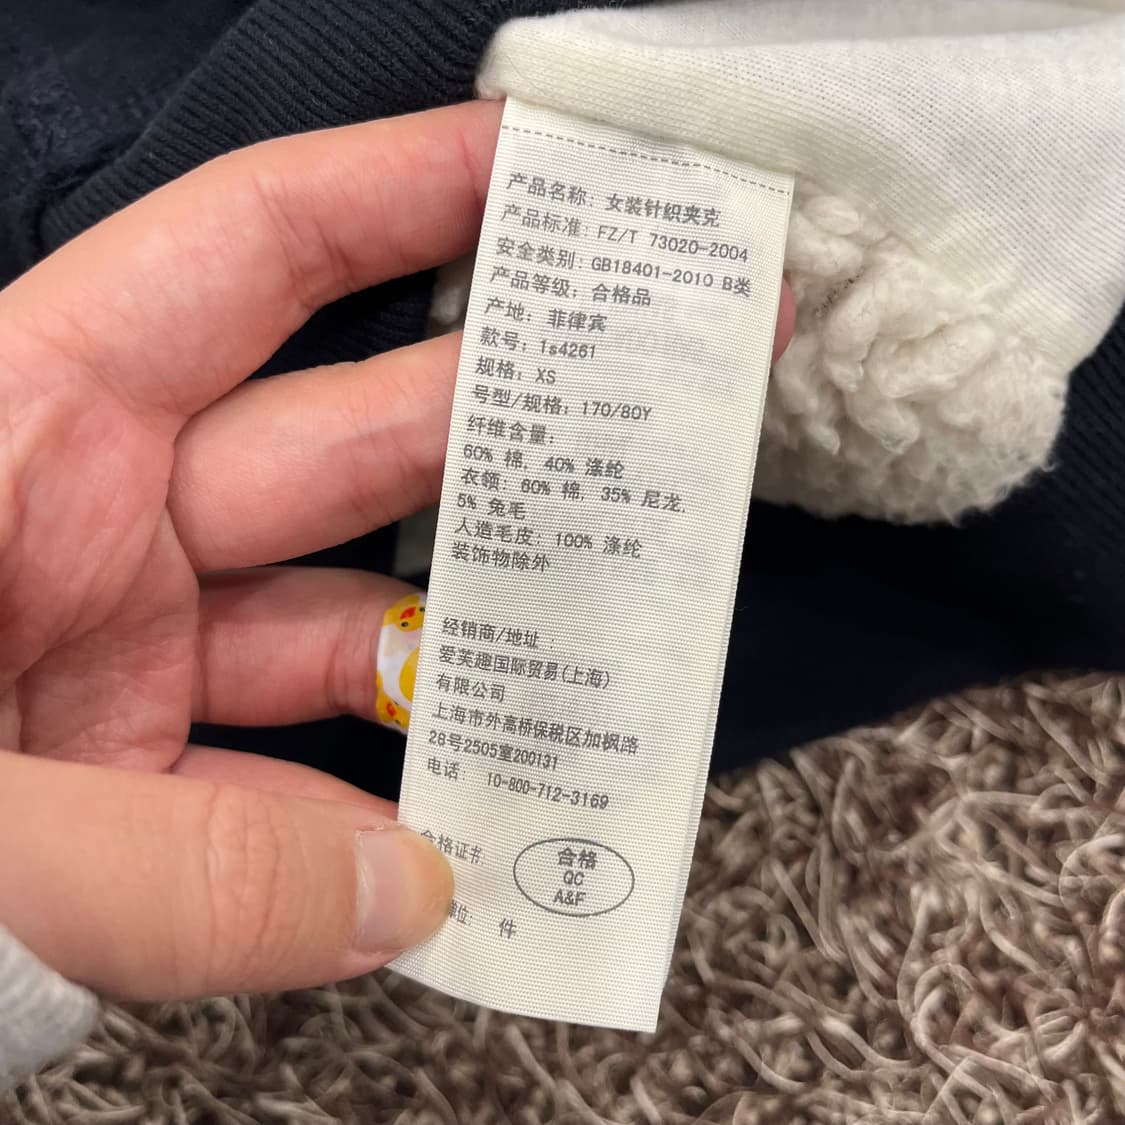 产品名称: 女装针织夹克
产品标准: FZ/T 73020-2004
安全类别: GB18401-2010 B类
产品等级: 合格品
产地: 菲律宾
款号: 1s4261
规格: XS
号型/规格: 170/80Y
纤维含量:
60% 棉, 40% 涤纶
衣领: 60% 棉, 35% 尼龙,
5% 兔毛
人造毛皮: 100% 涤纶
装饰物除外
经销商/地址 :
爱芙趣国际贸易(上海)
有限公司
上海市外高桥保税区加枫路
28号2505室200131
电话: 10-800-712-3169
合格证书
合格
QC
A&F
位: 件